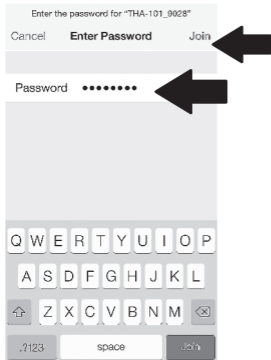 Enter the password for "THA-101_9028"
Cancel Enter Password Join
Password ••••••••
Q W E R T Y U I O P
A S D F G H J K L
Z X C V B N M
.?123 space Join